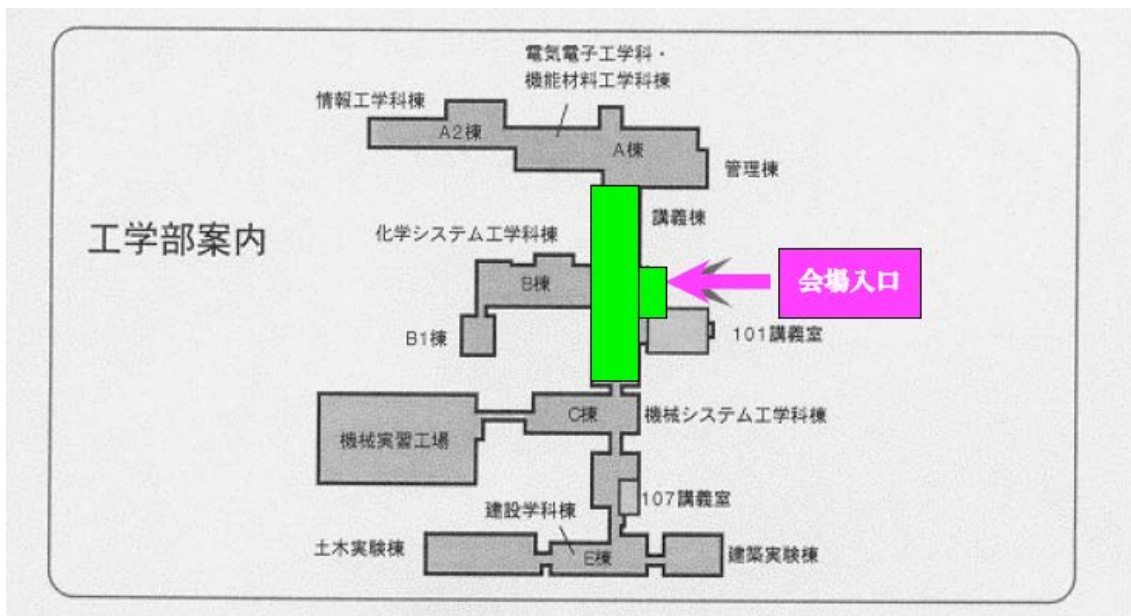 電気電子工学科・
機能材料工学科棟
情報工学科棟
A2棟
A棟
管理棟
講義棟
工学部案内
化学システム工学科棟
会場入口
B棟
B1棟
101講義室
C棟
機械システム工学科棟
機械実習工場
107講義室
建設学科棟
土木実験棟
E棟
建築実験棟